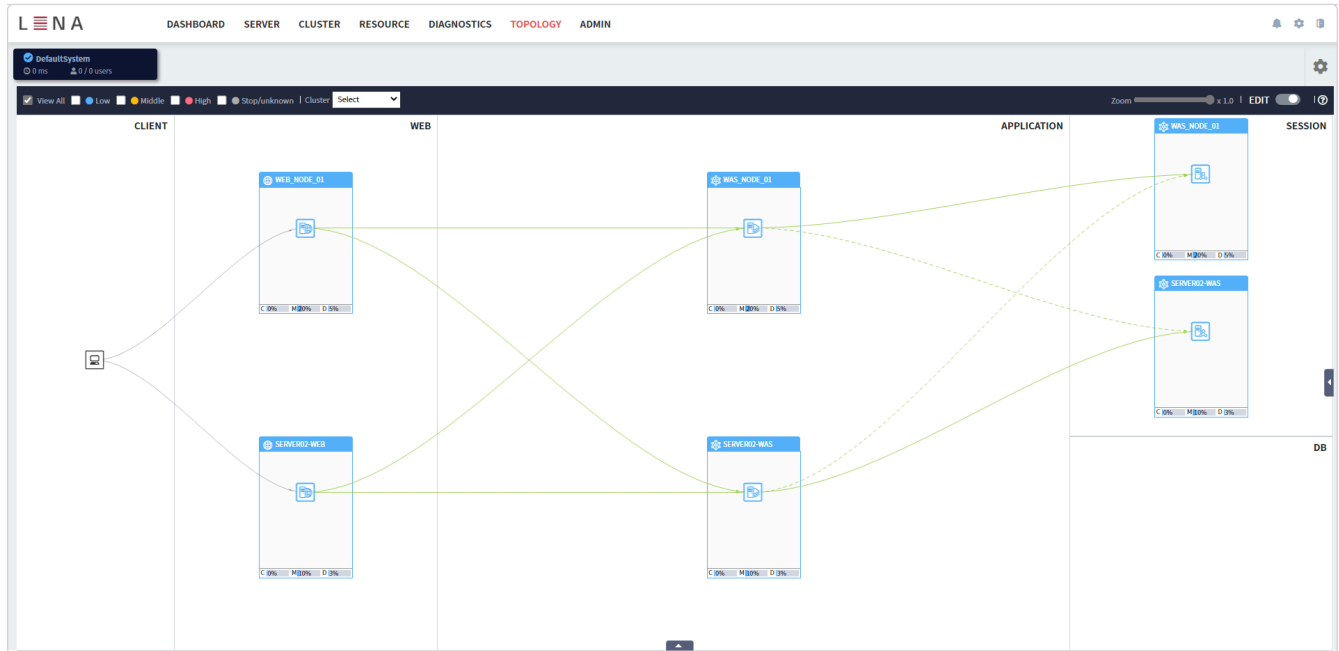 LENA DASHBOARD SERVER CLUSTER RESOURCE DIAGNOSTICS TOPOLOGY ADMIN
DefaultSystem
0 ms 0 / 0 users
View All Low Middle High Stop/unknown | Cluster Select Zoom x 1.0 | EDIT | ?
CLIENT WEB APPLICATION SESSION
WAS_NODE_01
C 0% M 20% D 5%
SERVER02-WAS
C 0% M 10% D 3%
WEB_NODE_01
C 0% M 20% D 5%
WAS_NODE_01
C 0% M 20% D 5%
SERVER02-WEB
C 0% M 10% D 3%
SERVER02-WAS
C 0% M 10% D 3%
DB